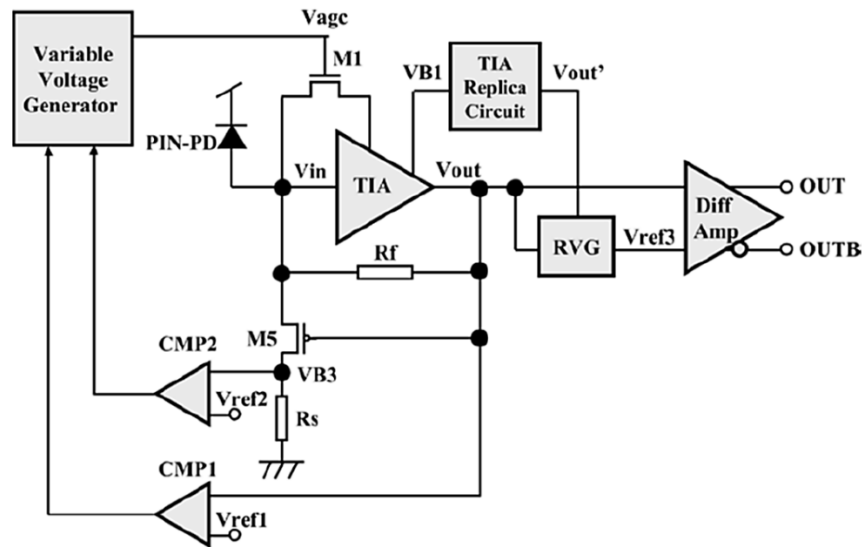 Vagc
Variable
Voltage
Generator
M1
PIN-PD
Vin
TIA
VB1
TIA
Replica
Circuit
Vout'
Vout
Diff
Amp
OUT
OUTB
RVG
Vref3
Rf
M5
CMP2
VB3
Vref2
Rs
CMP1
Vref1